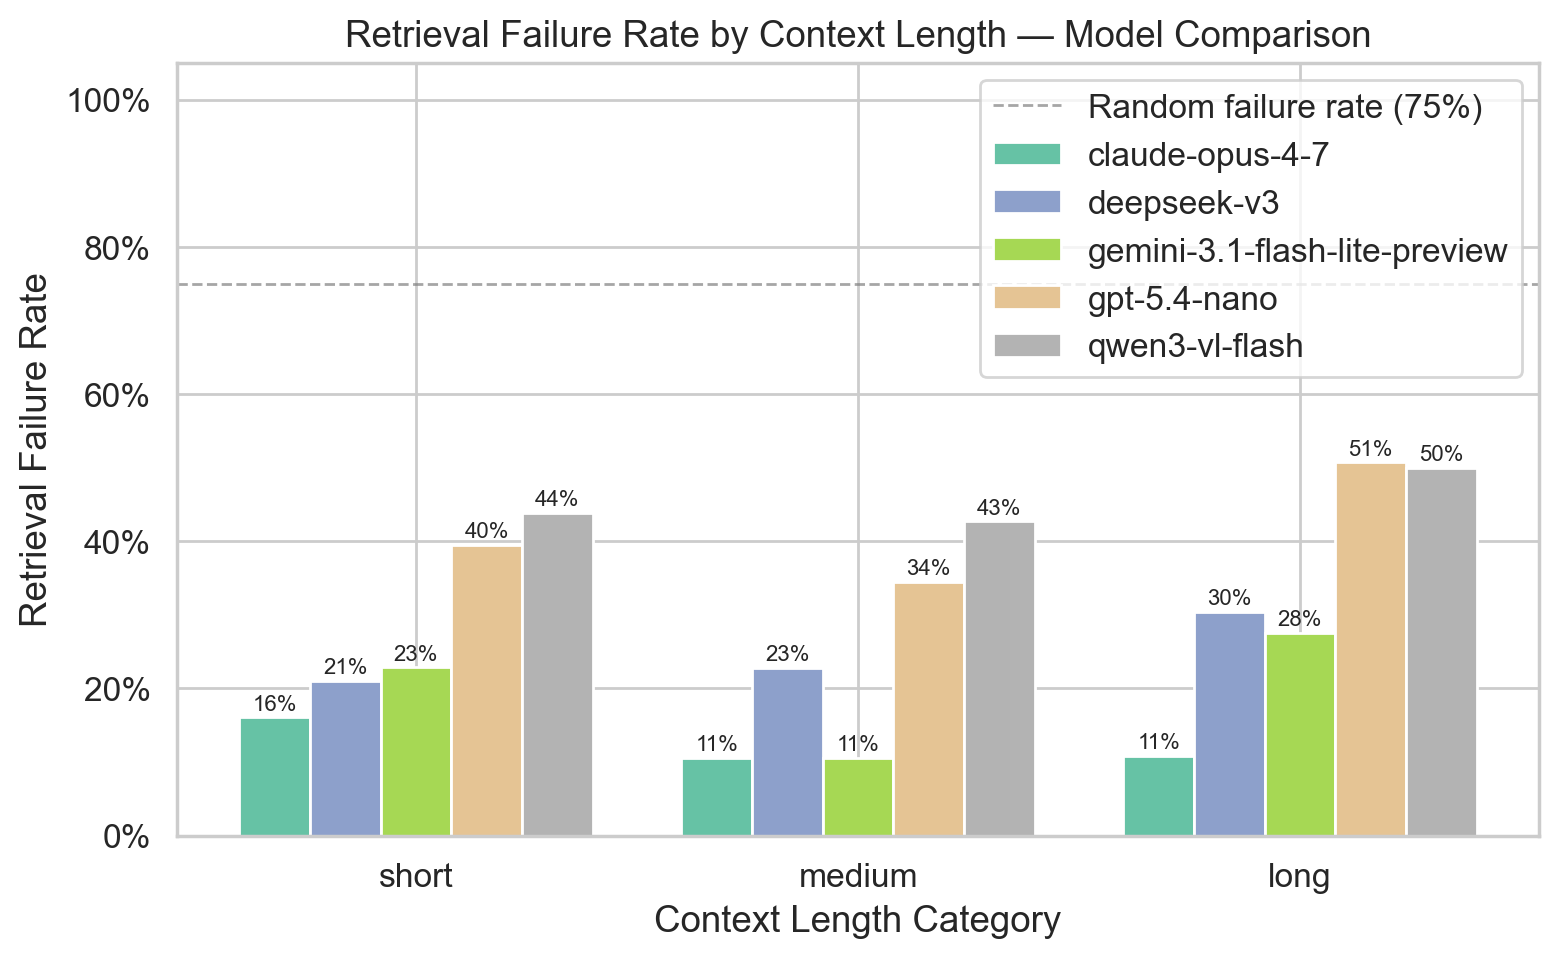 Retrieval Failure Rate by Context Length — Model Comparison
Retrieval Failure Rate
100%
80%
60%
40%
20%
0%
Random failure rate (75%)
claude-opus-4-7
deepseek-v3
gemini-3.1-flash-lite-preview
gpt-5.4-nano
qwen3-vl-flash
16%
21%
23%
40%
44%
11%
23%
11%
34%
43%
11%
30%
28%
51%
50%
short
medium
long
Context Length Category